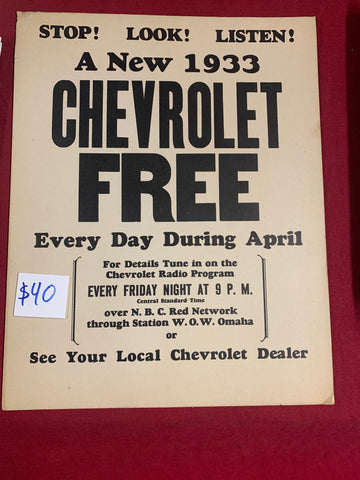 STOP! LOOK! LISTEN!
A New 1933
CHEVROLET
FREE
Every Day During April
For Details Tune in on the
Chevrolet Radio Program
EVERY FRIDAY NIGHT AT 9 P. M.
Central Standard Time
over N. B. C. Red Network
through Station W. O. W. Omaha
or
See Your Local Chevrolet Dealer
$40